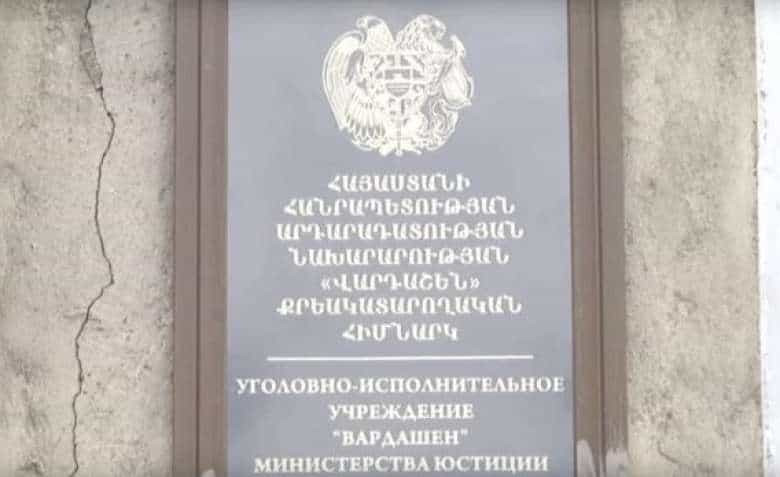 ՀԱՅԱՍՏԱՆԻ
ՀԱՆՐԱՊԵՏՈՒԹՅԱՆ
ԱՐԴԱՐԱԴԱՏՈՒԹՅԱՆ
ՆԱԽԱՐԱՐՈՒԹՅԱՆ
«ՎԱՐԴԱՇԵՆ»
ՔՐԵԱԿԱՏԱՐՈՂԱԿԱՆ
ՀԻՄՆԱՐԿ
УГОЛОВНО-ИСПОЛНИТЕЛЬНОЕ
УЧРЕЖДЕНИЕ
"ВАРДАШЕН"
МИНИСТЕРСТВА ЮСТИЦИИ